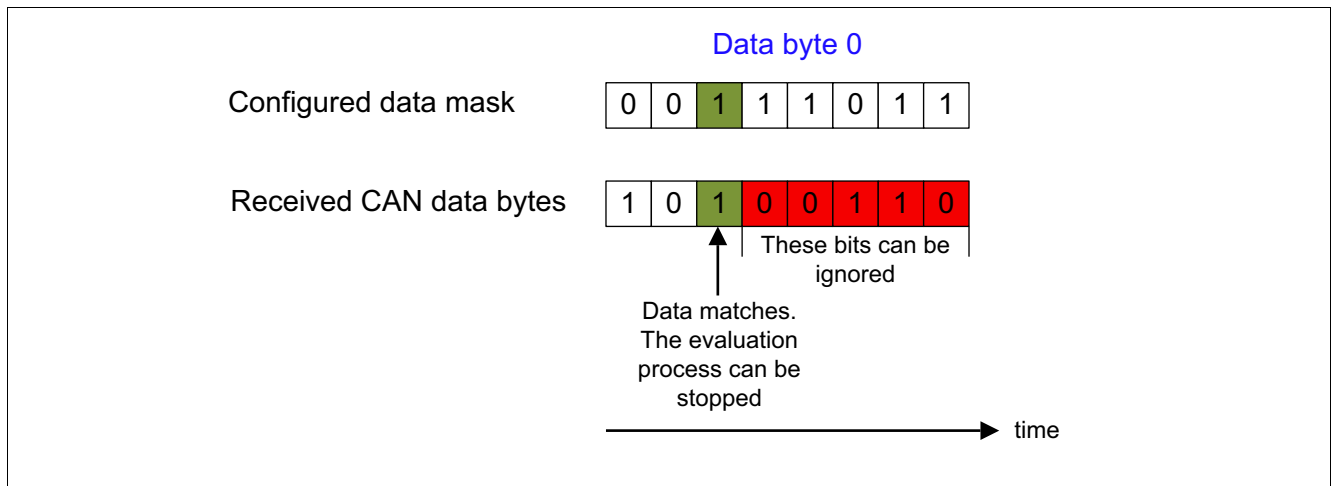 Data byte 0
Configured data mask 0 0 1 1 1 0 1 1
Received CAN data bytes 1 0 1 0 0 1 1 0
These bits can be
ignored
Data matches.
The evaluation
process can be
stopped
time